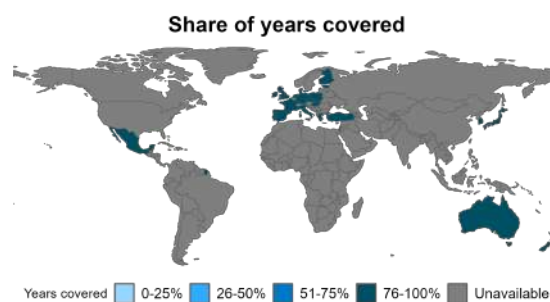 Share of years covered
Years covered 0-25% 26-50% 51-75% 76-100% Unavailable